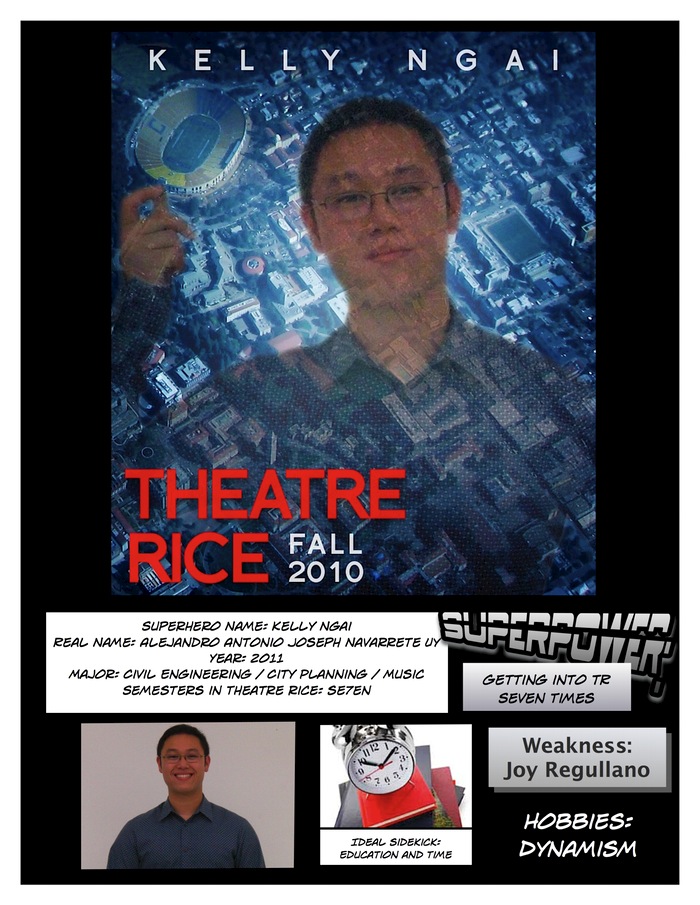 KELLY NGAI
THEATRE
RICE FALL
2010
SUPERHERO NAME: KELLY NGAI
REAL NAME: ALEJANDRO ANTONIO JOSEPH NAVARRETE UY
YEAR: 2011
MAJOR: CIVIL ENGINEERING / CITY PLANNING / MUSIC
SEMESTERS IN THEATRE RICE: SE7EN
SUPERPOWER:
GETTING INTO TR
SEVEN TIMES
Weakness:
Joy Regullano
IDEAL SIDEKICK:
EDUCATION AND TIME
HOBBIES:
DYNAMISM